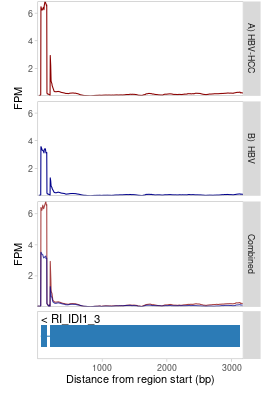 6
4
2
A) HBV-HCC
FPM
6
4
2
B) HBV
6
4
2
Combined
FPM
< RI_IDI1_3
1000
2000
3000
Distance from region start (bp)